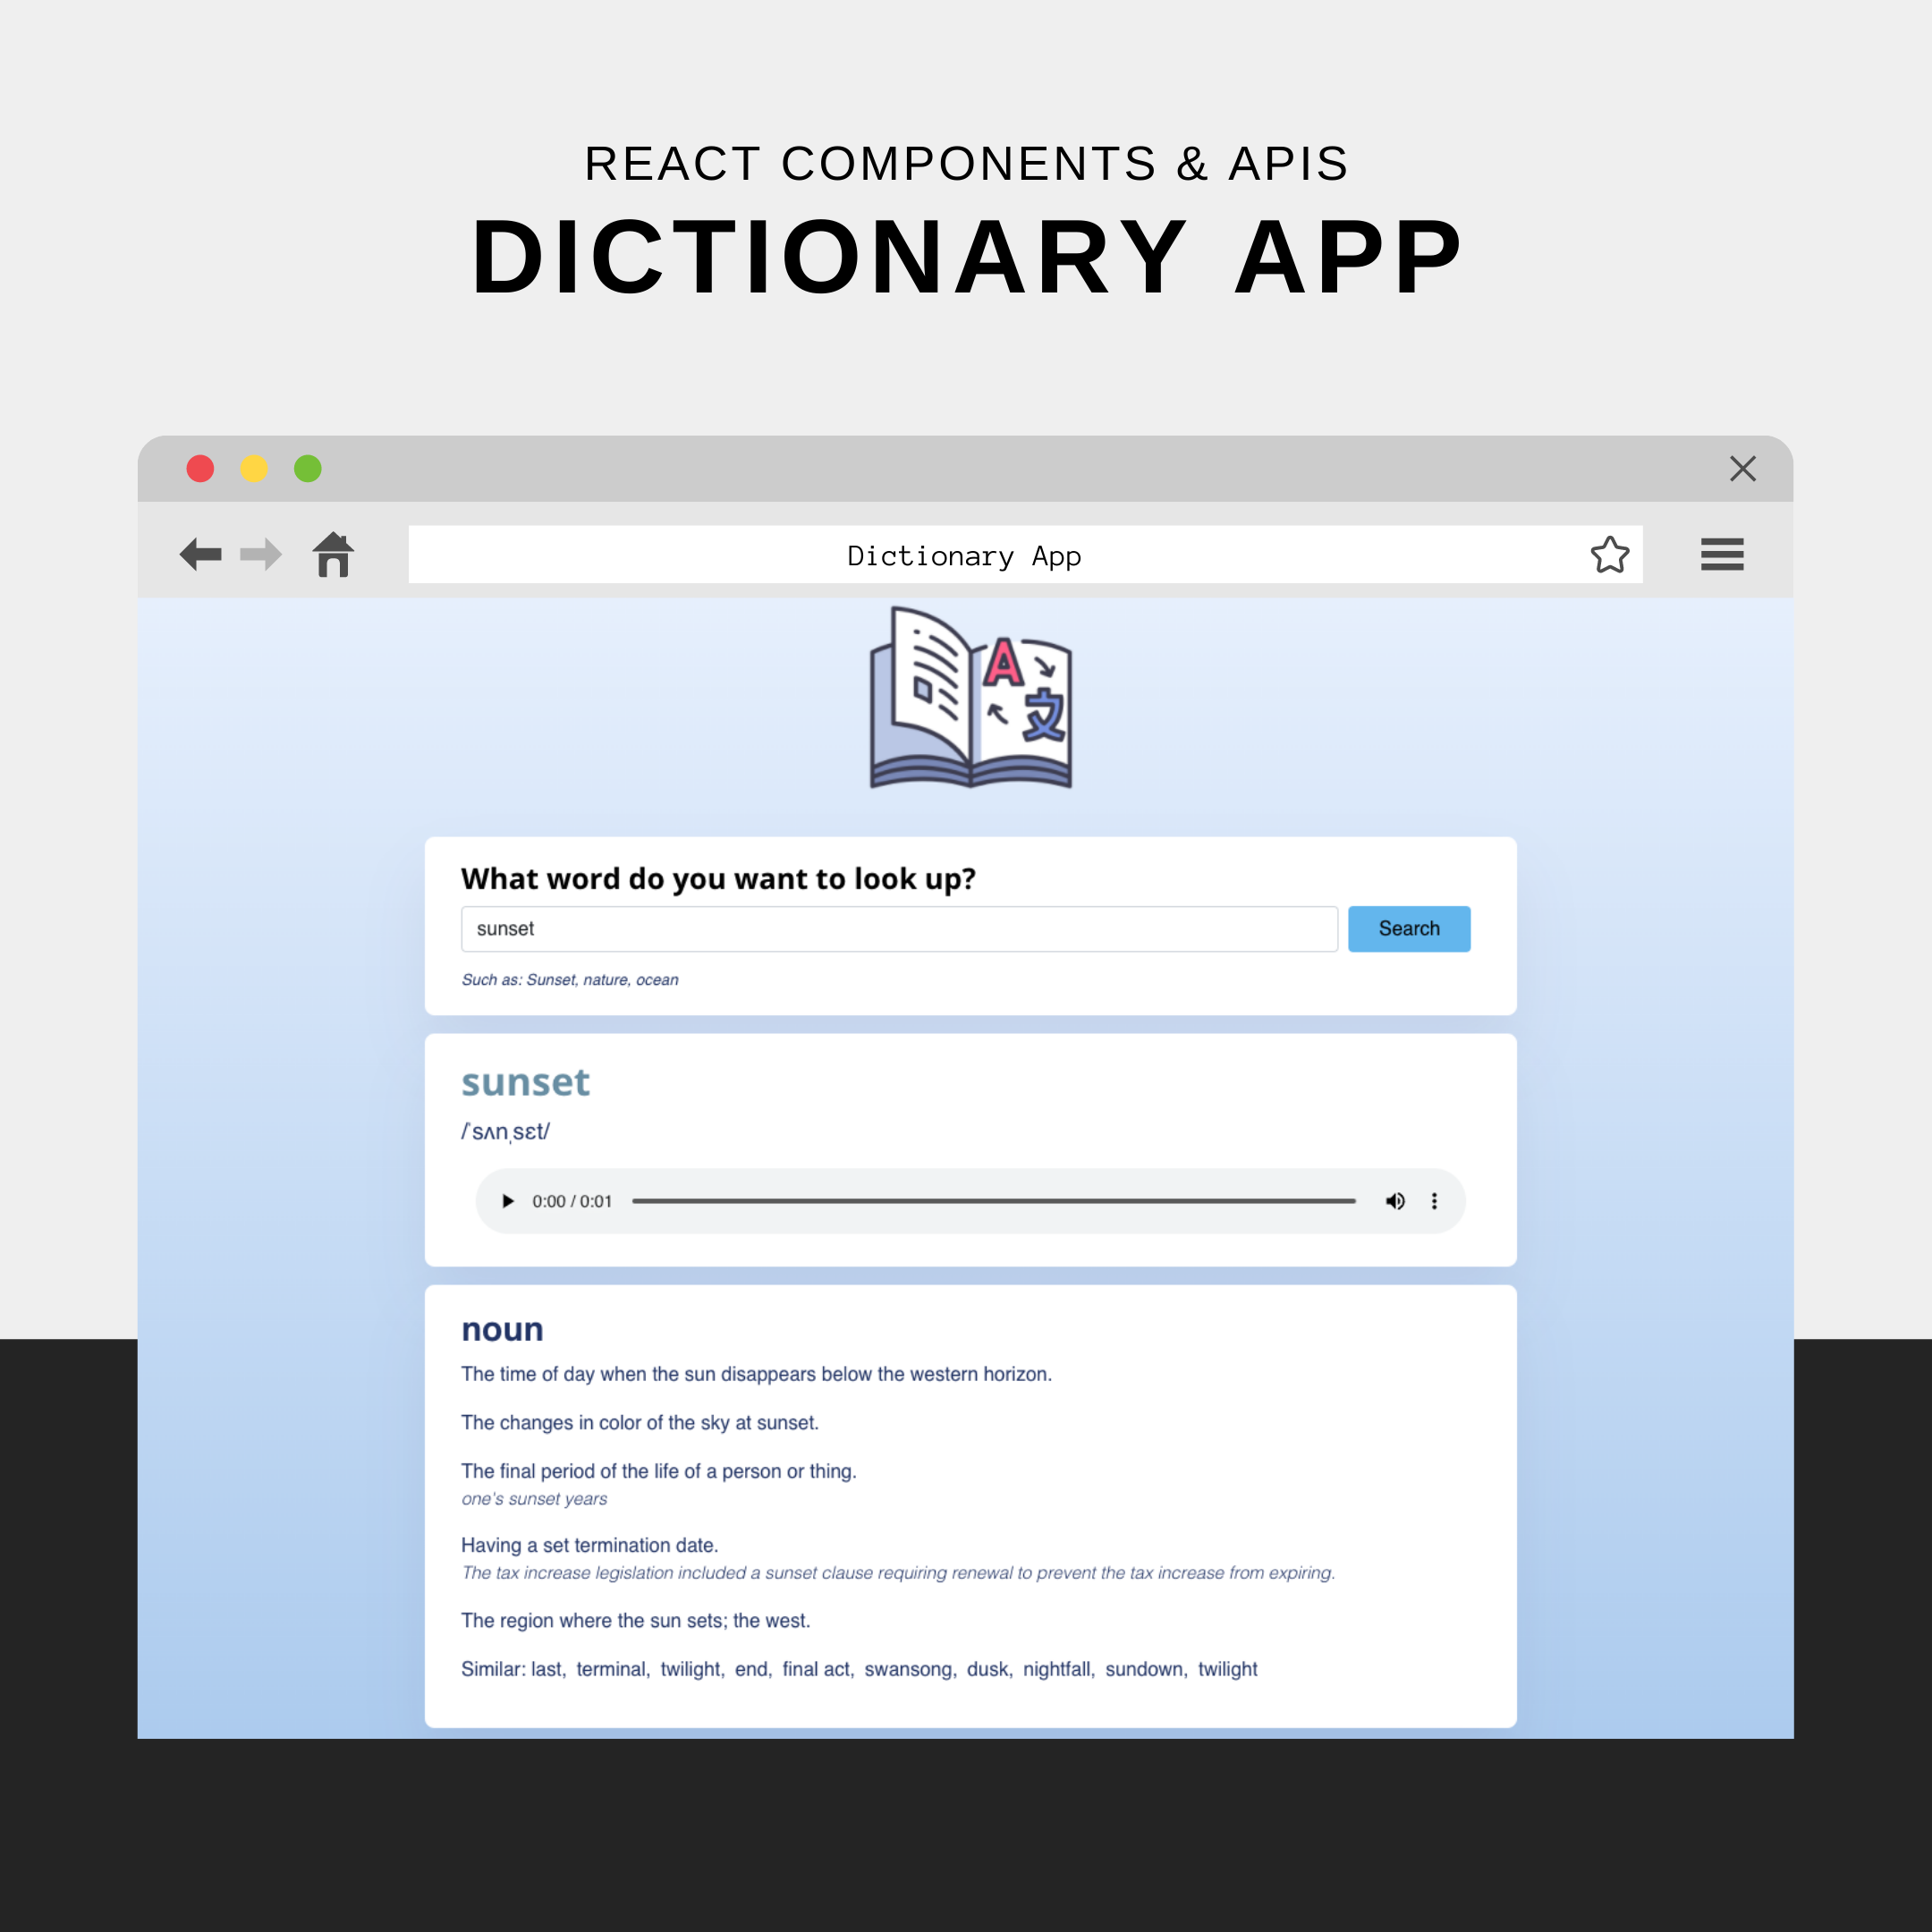 REACT COMPONENTS & APIS
DICTIONARY APP
Dictionary App
A
文
What word do you want to look up?
sunset
Search
Such as: Sunset, nature, ocean
sunset
/ˈsʌnˌsɛt/
0:00 / 0:01
noun
The time of day when the sun disappears below the western horizon.
The changes in color of the sky at sunset.
The final period of the life of a person or thing.
one's sunset years
Having a set termination date.
The tax increase legislation included a sunset clause requiring renewal to prevent the tax increase from expiring.
The region where the sun sets; the west.
Similar: last, terminal, twilight, end, final act, swansong, dusk, nightfall, sundown, twilight